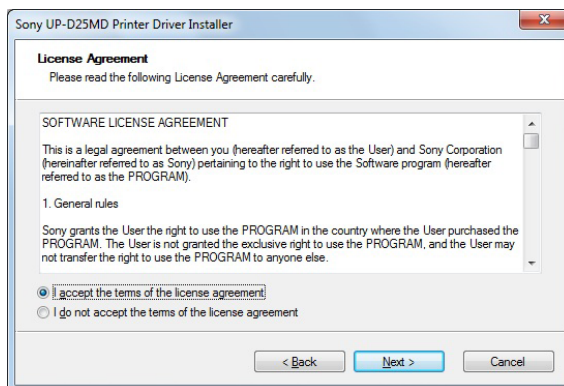 Sony UP-D25MD Printer Driver Installer
License Agreement
Please read the following License Agreement carefully.
SOFTWARE LICENSE AGREEMENT
This is a legal agreement between you (hereafter referred to as the User) and Sony Corporation
(hereinafter referred to as Sony) pertaining to the right to use the Software program (hereafter
referred to as the PROGRAM).
1. General rules
Sony grants the User the right to use the PROGRAM in the country where the User purchased the
PROGRAM. The User is not granted the exclusive right to use the PROGRAM, and the User may
not transfer the right to use the PROGRAM to anyone else.
I accept the terms of the license agreement
I do not accept the terms of the license agreement
< Back Next > Cancel